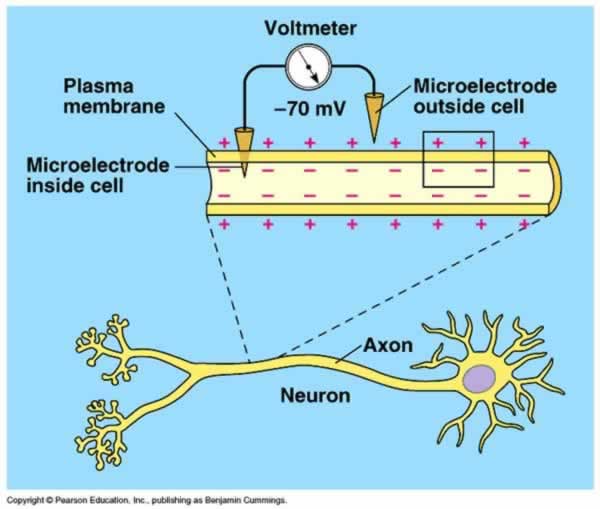 Voltmeter
Plasma
membrane
−70 mV
Microelectrode
outside cell
Microelectrode
inside cell
+ + + + + + + +
− − − − − − − −
− − − − − − − −
+ + + + + + + +
Axon
Neuron
Copyright © Pearson Education, Inc., publishing as Benjamin Cummings.